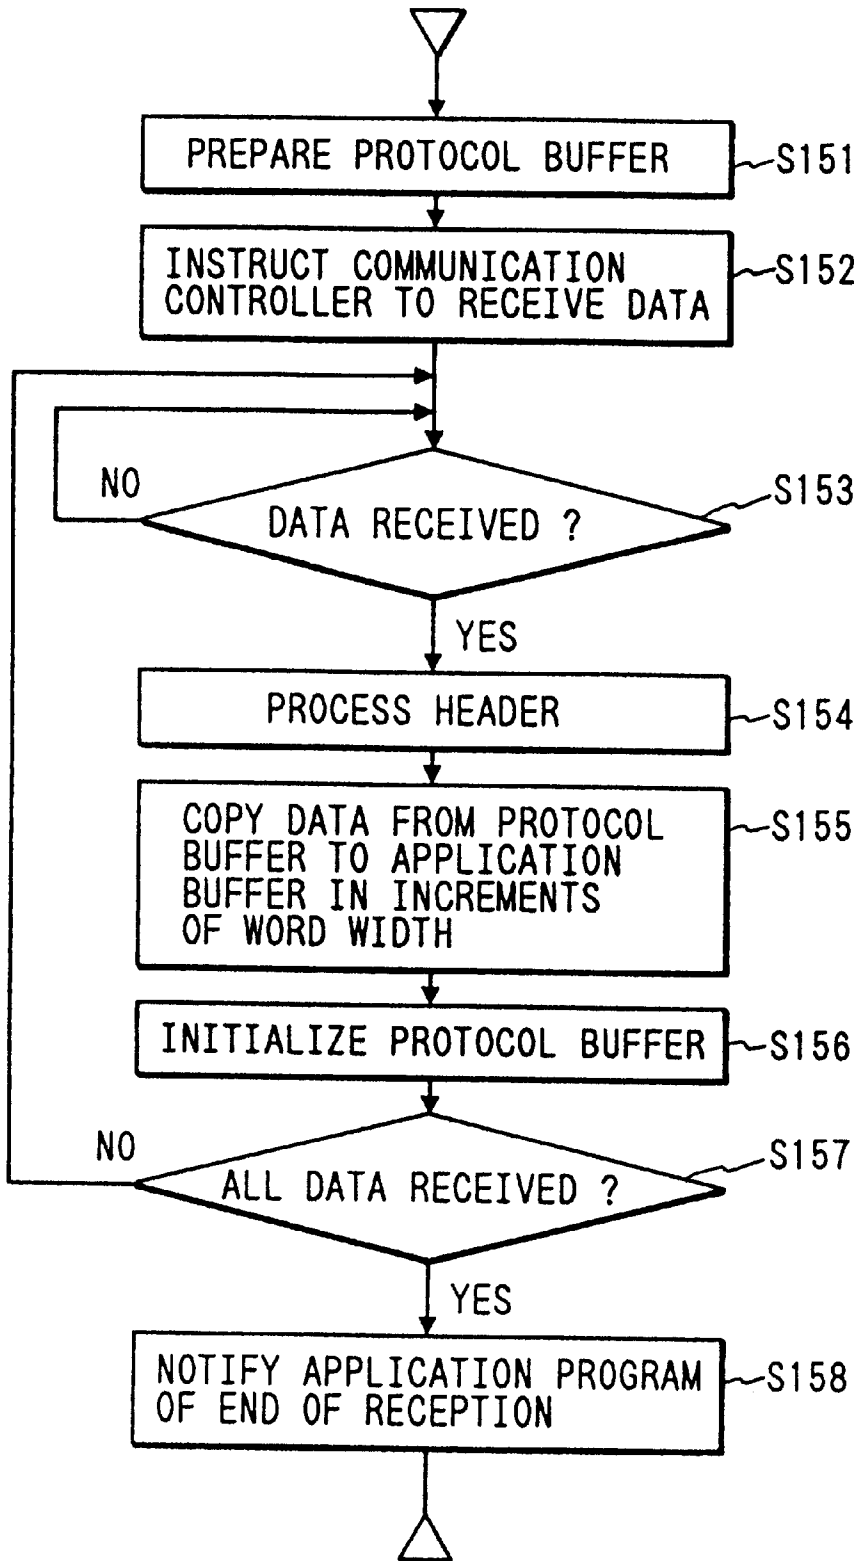 PREPARE PROTOCOL BUFFER
S151
INSTRUCT COMMUNICATION
CONTROLLER TO RECEIVE DATA
S152
NO
DATA RECEIVED ?
S153
YES
PROCESS HEADER
S154
COPY DATA FROM PROTOCOL
BUFFER TO APPLICATION
BUFFER IN INCREMENTS
OF WORD WIDTH
S155
INITIALIZE PROTOCOL BUFFER
S156
NO
ALL DATA RECEIVED ?
S157
YES
NOTIFY APPLICATION PROGRAM
OF END OF RECEPTION
S158